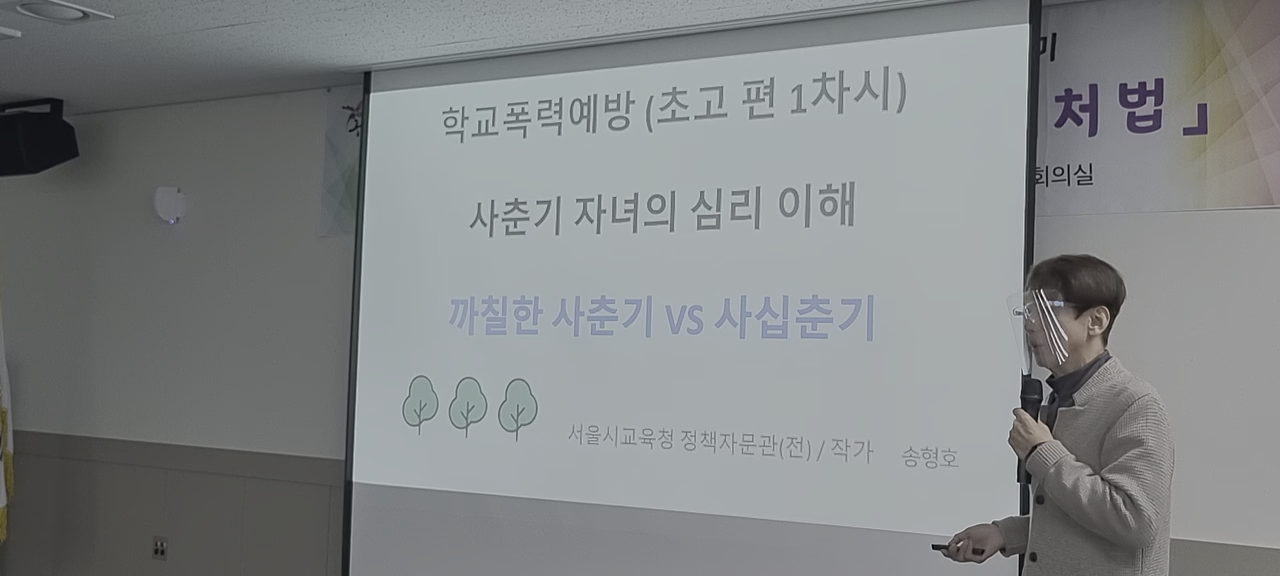 학교폭력예방 (초고 편 1차시)
사춘기 자녀의 심리 이해
까칠한 사춘기 vs 사십춘기
서울시교육청 정책자문관(전) / 작가 송형호
미
처법」
회의실